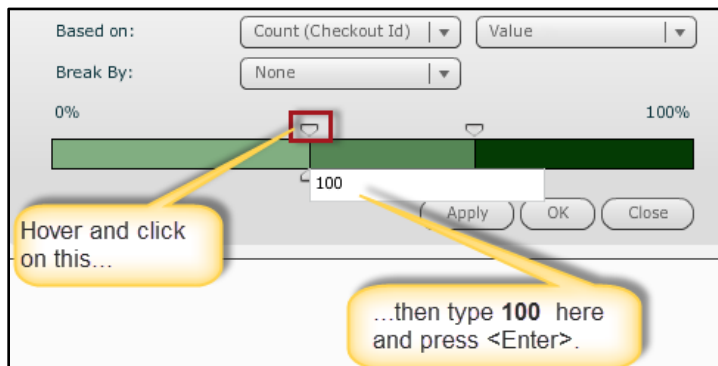 Based on: Count (Checkout Id) Value
Break By: None
0% 100%
100
Apply OK Close
Hover and click
on this...
...then type 100 here
and press <Enter>.